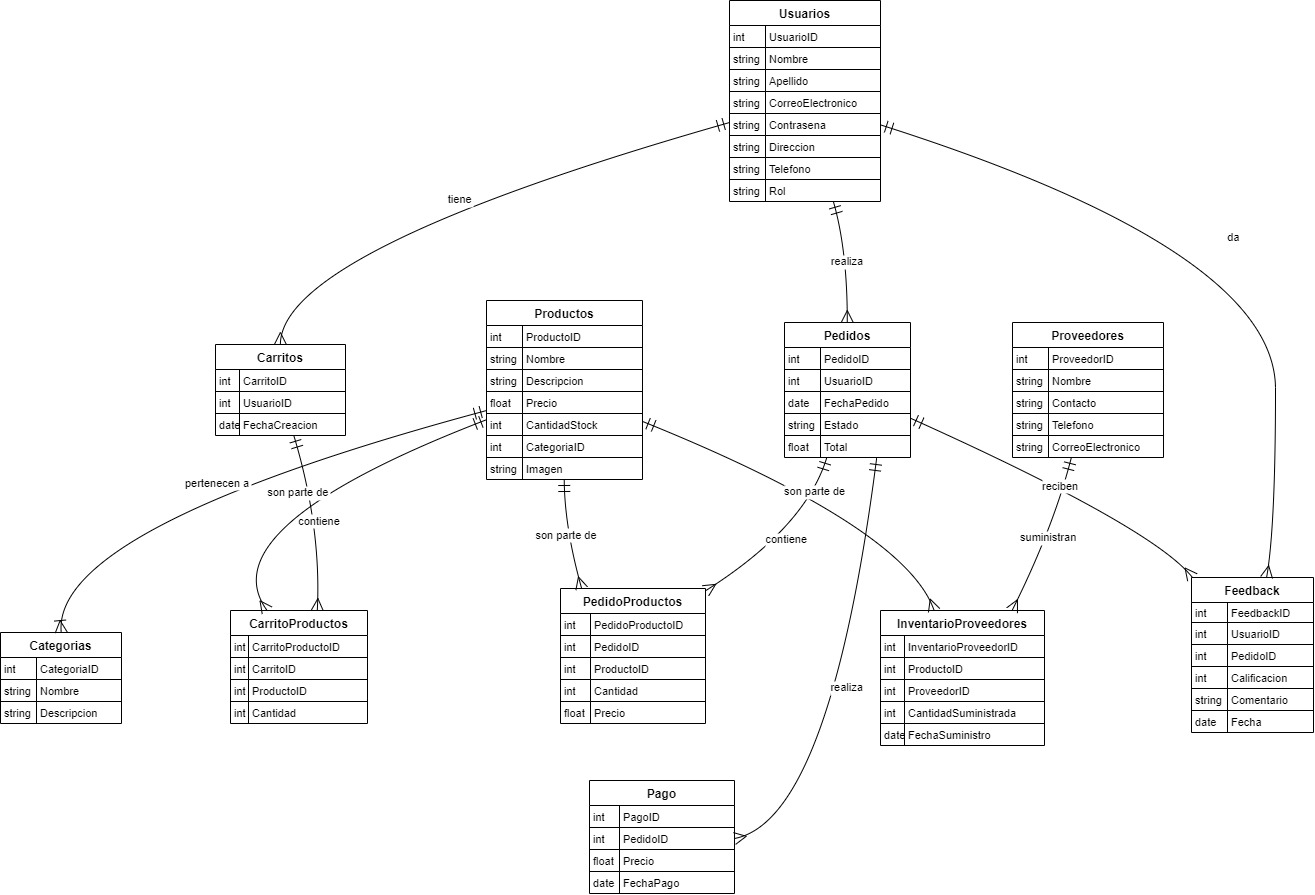 Usuarios
int UsuarioID
string Nombre
string Apellido
string CorreoElectronico
string Contrasena
string Direccion
string Telefono
string Rol
tiene
realiza
da
Productos
int ProductoID
string Nombre
string Descripcion
float Precio
int CantidadStock
int CategoriaID
string Imagen
Pedidos
int PedidoID
int UsuarioID
date FechaPedido
string Estado
float Total
Proveedores
int ProveedorID
string Nombre
string Contacto
string Telefono
string CorreoElectronico
Carritos
int CarritoID
int UsuarioID
date FechaCreacion
pertenecen a
son parte de
contiene
son parte de
son parte de
contiene
reciben
suministran
Categorias
int CategoriaID
string Nombre
string Descripcion
CarritoProductos
int CarritoProductoID
int CarritoID
int ProductoID
int Cantidad
PedidoProductos
int PedidoProductoID
int PedidoID
int ProductoID
int Cantidad
float Precio
realiza
InventarioProveedores
int InventarioProveedorID
int ProductoID
int ProveedorID
int CantidadSuministrada
date FechaSuministro
Feedback
int FeedbackID
int UsuarioID
int PedidoID
int Calificacion
string Comentario
date Fecha
Pago
int PagoID
int PedidoID
float Precio
date FechaPago